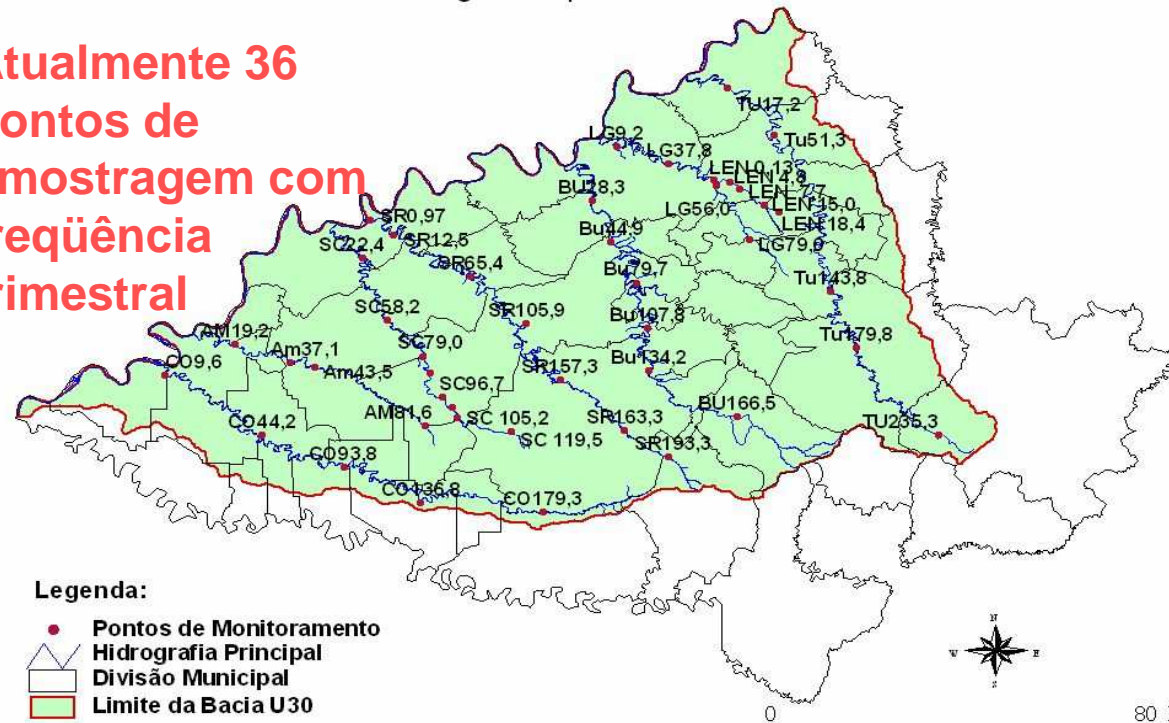 Atualmente 36
ontos de
mostragem com
reqüência
rimestral
TU17,2
LG9,2
Tu51,3
LG37,8
LEN 0,13
LEN 4,8
LEN 7,7
BU28,3
LEN 15,0
LG56,0
LEN 18,4
SR0,97
Bu44,9
SR12,5
SC22,4
LG79,0
SR65,4
Bu79,7
Tu143,8
SC58,2
SR105,9
Bu107,8
AM19,2
Tu179,8
SC79,0
Am37,1
CO9,6
Bu134,2
Am43,5
SR157,3
SC96,7
BU166,5
AM81,6
SC 105,2
SR163,3
CO44,2
TU235,3
SC 119,5
SR193,3
CO93,8
CO136,8
CO179,3
Legenda:
Pontos de Monitoramento
Hidrografia Principal
Divisão Municipal
Limite da Bacia U30
N
W E
S
0 80